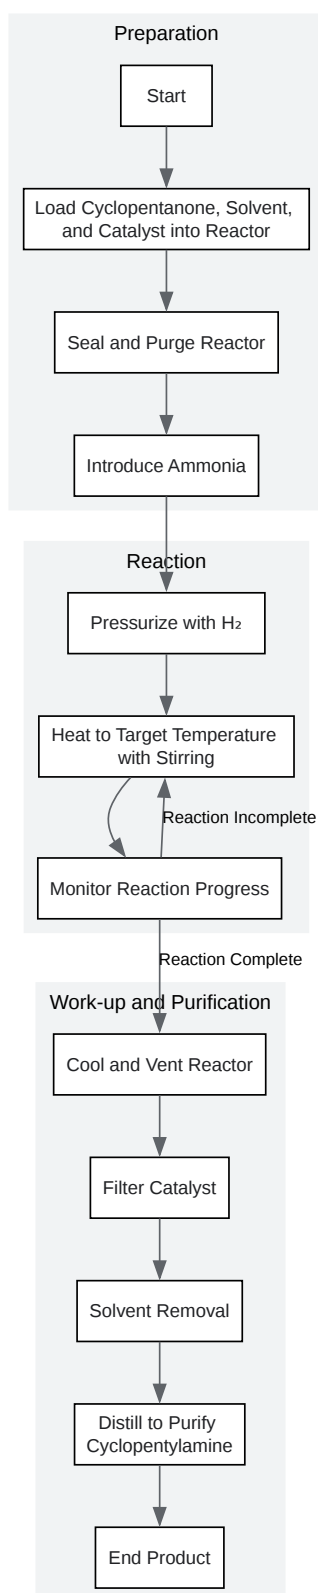 Preparation
Start
Load Cyclopentanone, Solvent,
and Catalyst into Reactor
Seal and Purge Reactor
Introduce Ammonia
Reaction
Pressurize with H₂
Heat to Target Temperature
with Stirring
Reaction Incomplete
Monitor Reaction Progress
Reaction Complete
Work-up and Purification
Cool and Vent Reactor
Filter Catalyst
Solvent Removal
Distill to Purify
Cyclopentylamine
End Product